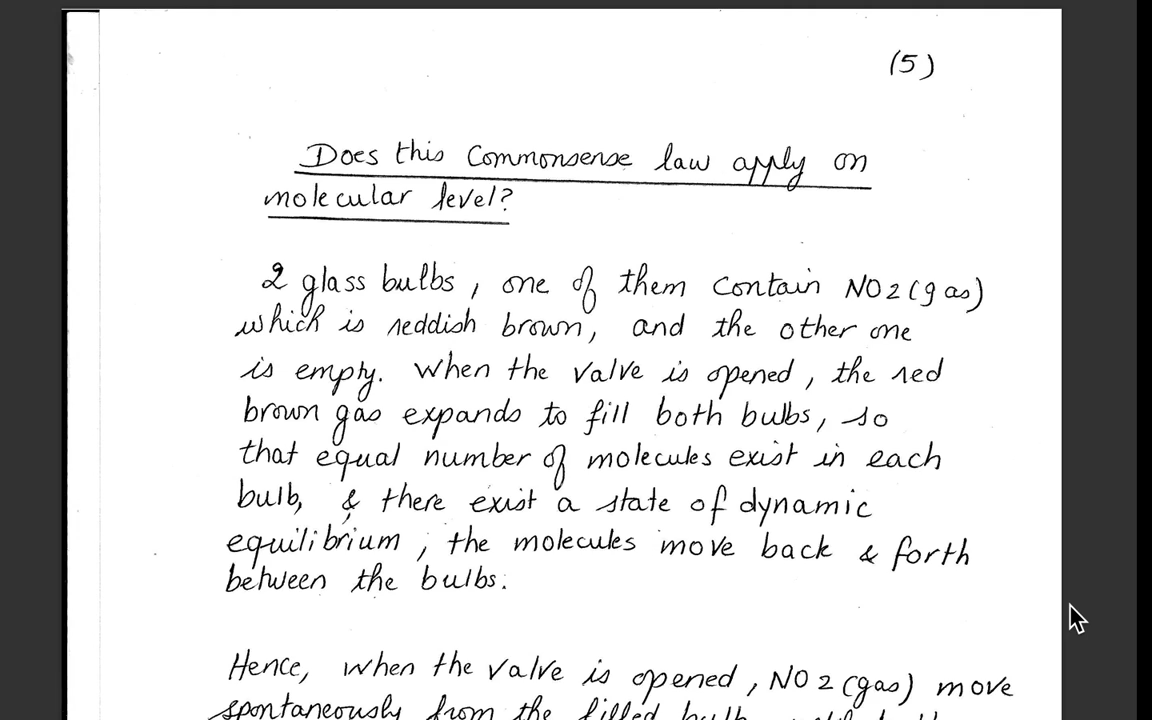 (5)
Does this Commonsense law apply on
molecular level?
2 glass bulbs, one of them contain NO2(gas)
which is reddish brown, and the other one
is empty. When the valve is opened, the red
brown gas expands to fill both bulbs, so
that equal number of molecules exist in each
bulb, & there exist a state of dynamic
equilibrium, the molecules move back & forth
between the bulbs.
Hence, when the valve is opened, NO2(gas) move
spontaneously from the filled bulb